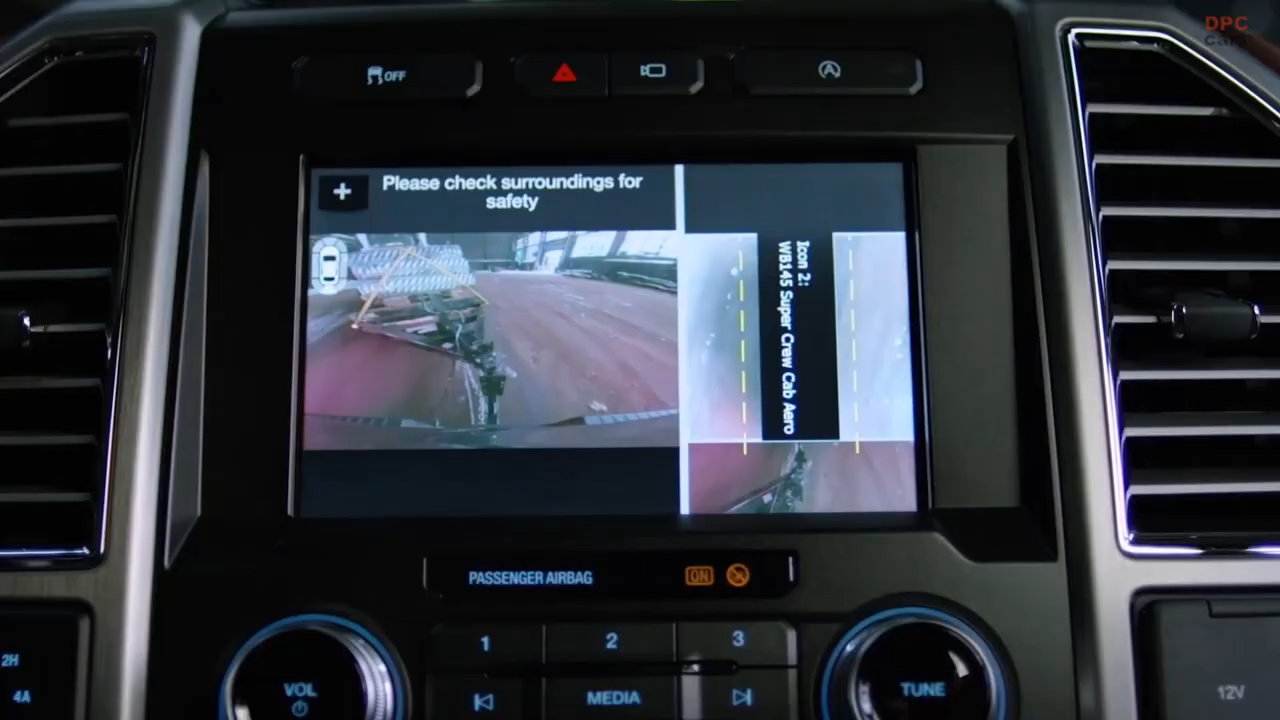 DPC
CARS
OFF
Please check surroundings for
safety
Icon 2:
WB145 Super Crew Cab Aero
PASSENGER AIRBAG
ON
1
2
3
2H
4A
VOL
MEDIA
TUNE
12V